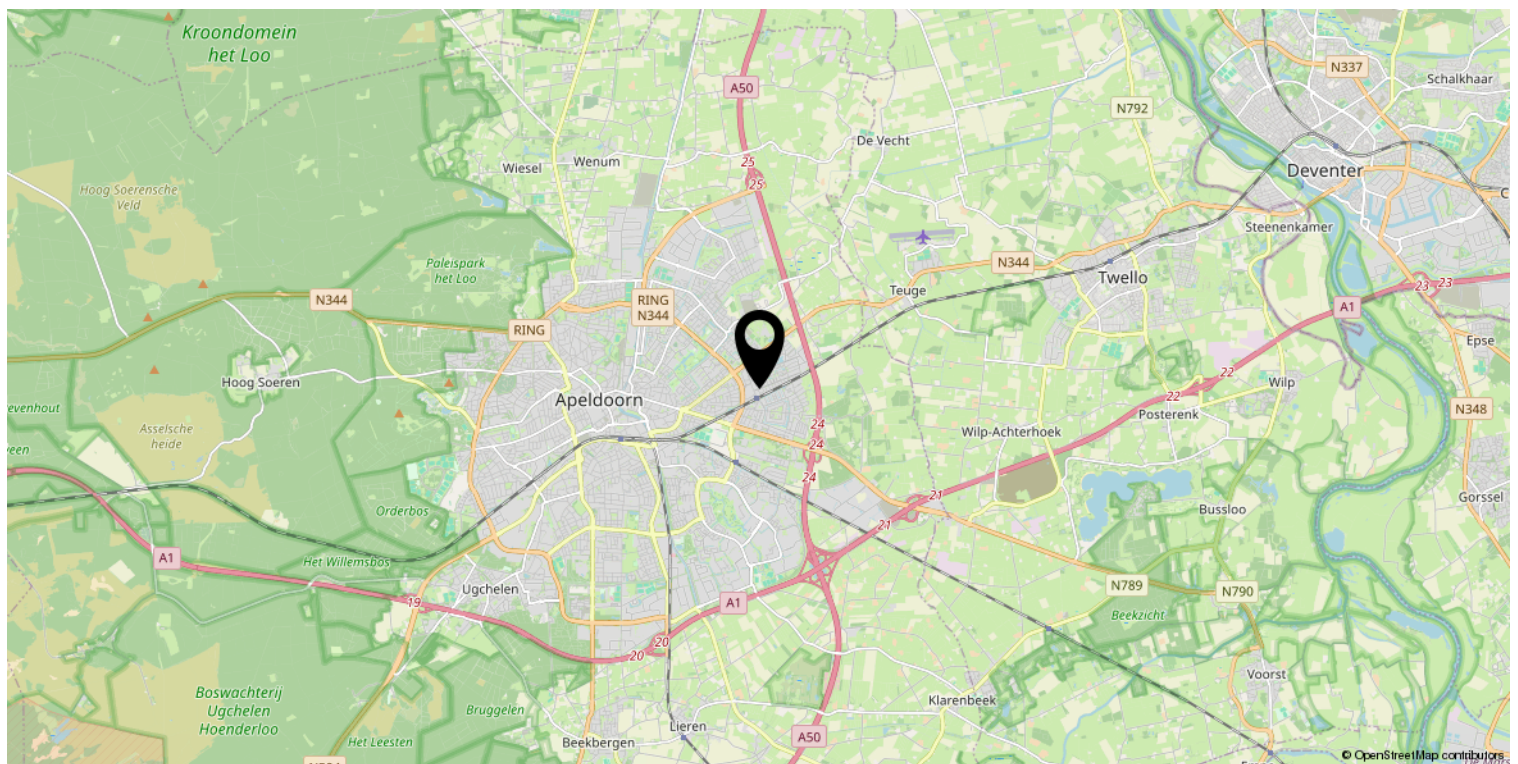 Kroondomein
het Loo
A50
N337
Schalkhaar
N792
De Vecht
Wiesel
Wenum
25
25
Deventer
Hoog Soerensche
Veld
Steenenkamer
Paleispark
het Loo
N344
Twello
Teuge
23
23
N344
RING
N344
A1
RING
Epse
Hoog Soeren
22
22
Wilp
Apeldoorn
Posterenk
N348
evenhout
Asselsche
heide
24
24
24
Wilp-Achterhoek
een
21
21
Gorssel
Orderbos
Bussloo
A1
Het Willemsbos
Ugchelen
19
A1
N789
N790
Beekzicht
20
20
Voorst
Boswachterij
Ugchelen
Hoenderloo
Bruggelen
Klarenbeek
Lieren
Het Leesten
Beekbergen
A50
© OpenStreetMap contributors